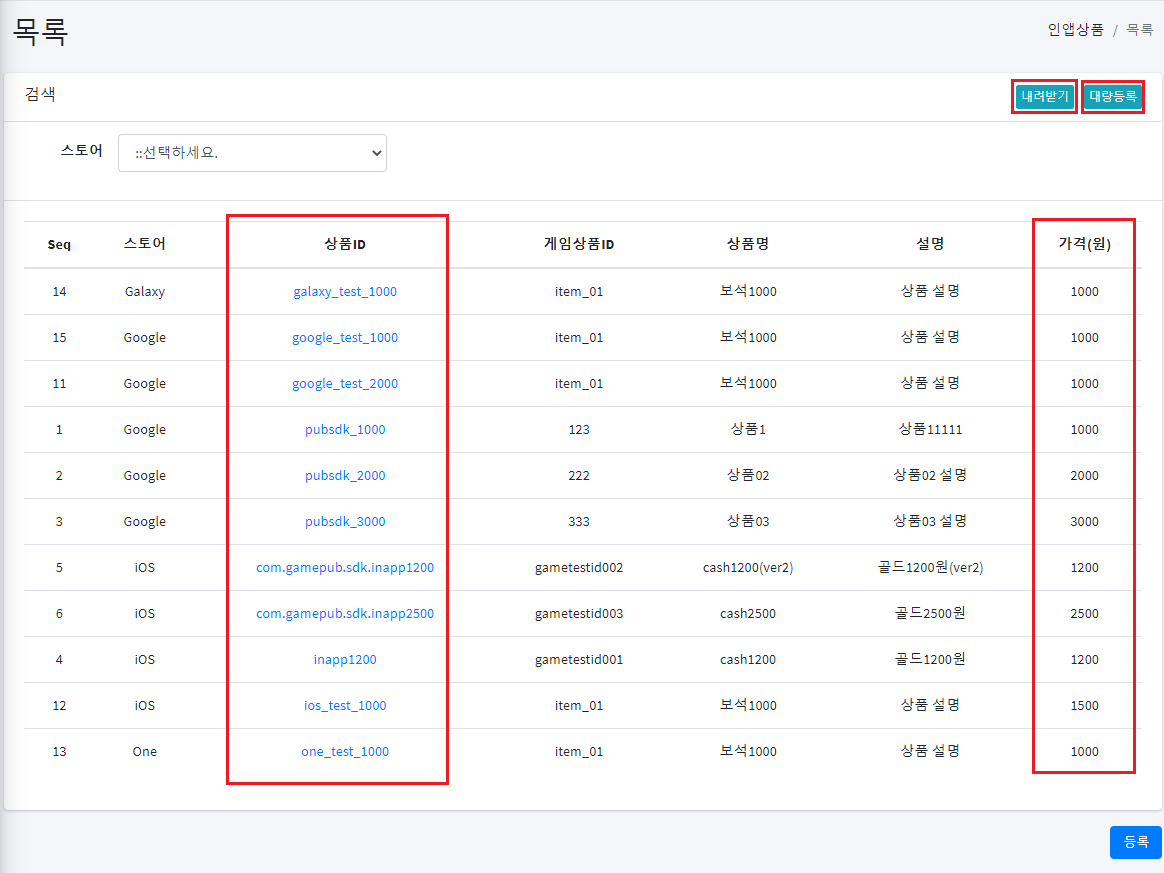 목록
인앱상품 / 목록
검색
내려받기 대량등록
스토어 ::선택하세요.
Seq 스토어 상품ID 게임상품ID 상품명 설명 가격(원)
14 Galaxy galaxy_test_1000 item_01 보석1000 상품 설명 1000
15 Google google_test_1000 item_01 보석1000 상품 설명 1000
11 Google google_test_2000 item_01 보석1000 상품 설명 1000
1 Google pubsdk_1000 123 상품1 상품11111 1000
2 Google pubsdk_2000 222 상품02 상품02 설명 2000
3 Google pubsdk_3000 333 상품03 상품03 설명 3000
5 iOS com.gamepub.sdk.inapp1200 gametestid002 cash1200(ver2) 골드1200원(ver2) 1200
6 iOS com.gamepub.sdk.inapp2500 gametestid003 cash2500 골드2500원 2500
4 iOS inapp1200 gametestid001 cash1200 골드1200원 1200
12 iOS ios_test_1000 item_01 보석1000 상품 설명 1500
13 One one_test_1000 item_01 보석1000 상품 설명 1000
등록